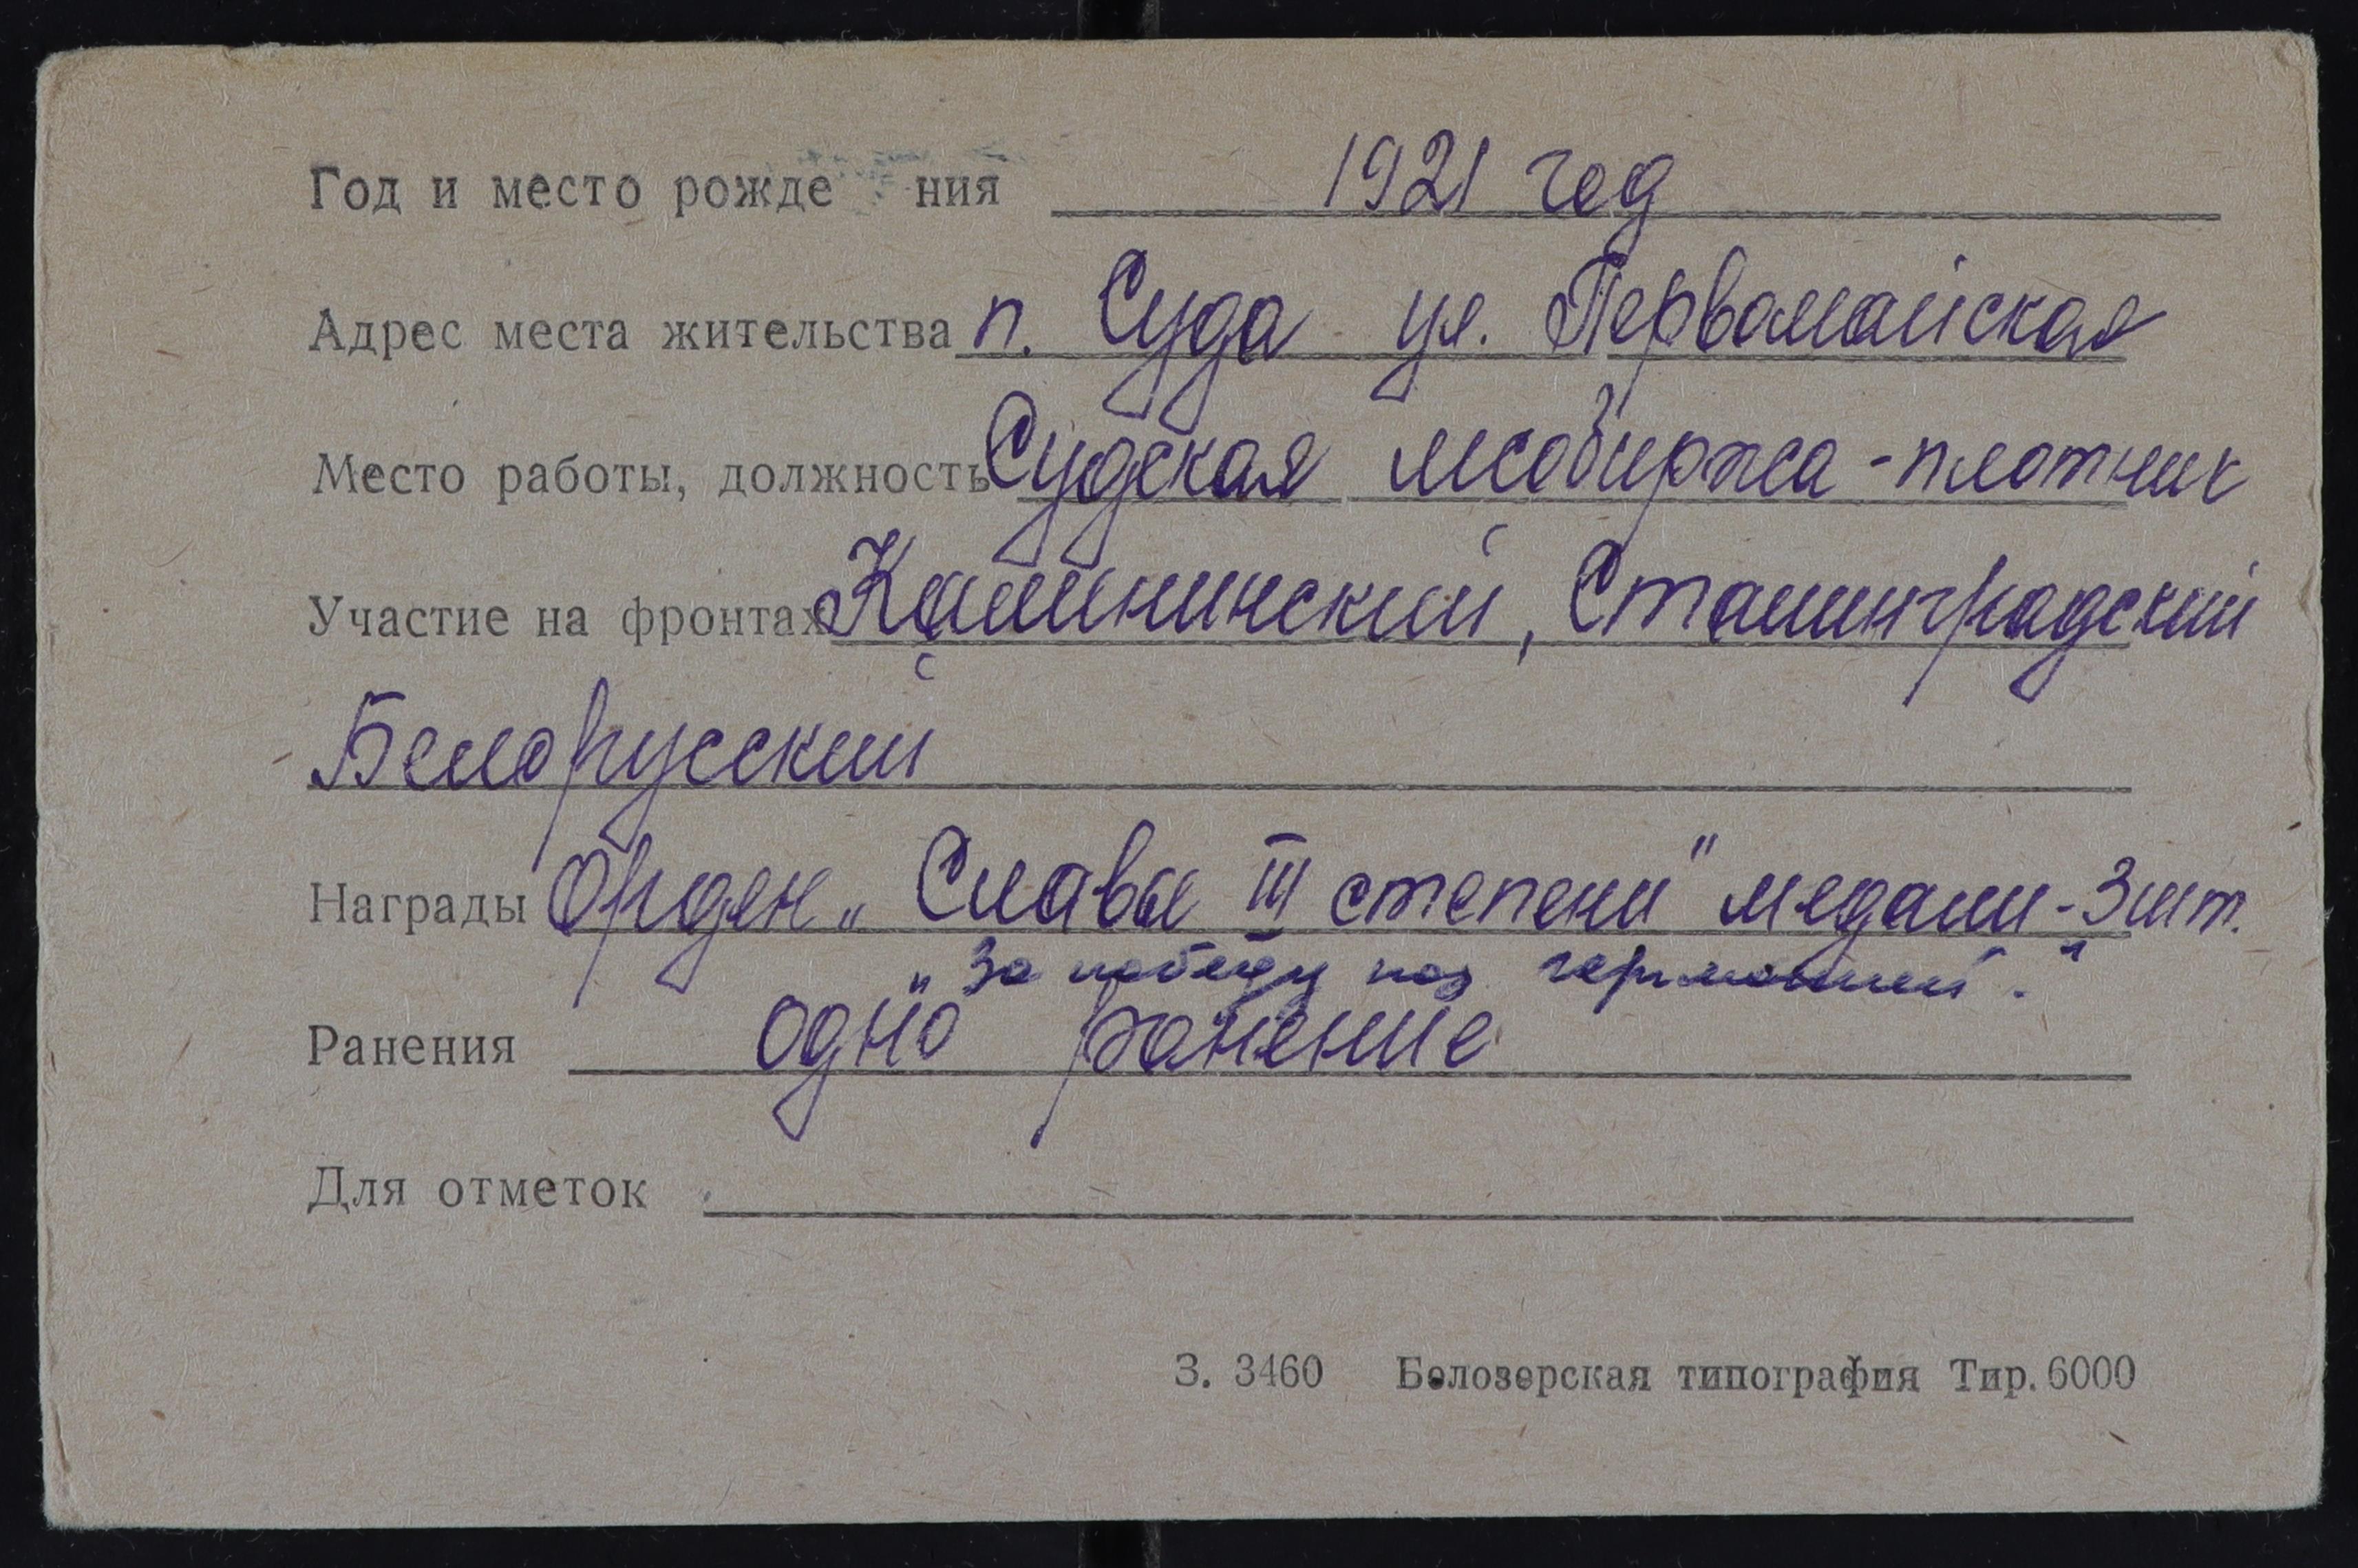 Год и место рожде ния 1921 год
Адрес места жительства п. Суда ул. Первомайская
Место работы, должность Судская лесобиржа - плотник
Участие на фронтах Калининский, Сталинградский
Белорусский
Награды Орден „Славы III степени" медали - 3 шт.
„За победу над германией".
Ранения одно ранение
Для отметок
З. 3460 Белозерская типография Тир. 6000